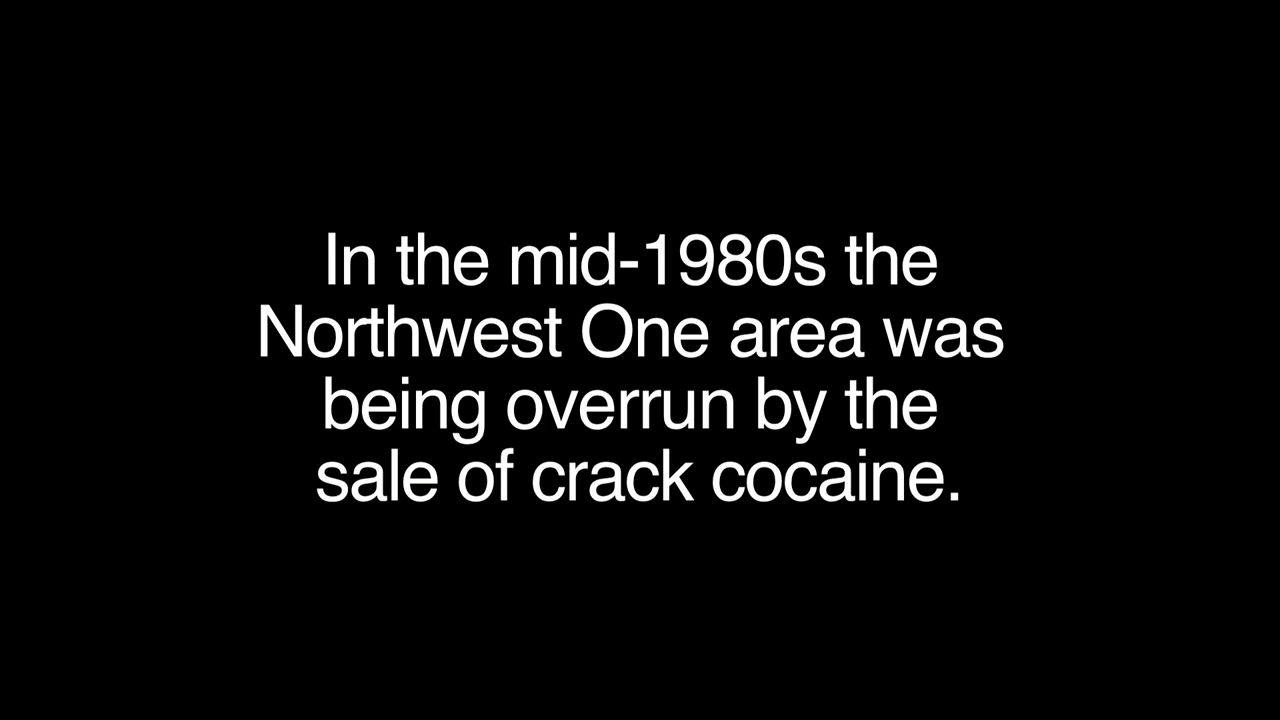 In the mid-1980s the
Northwest One area was
being overrun by the
sale of crack cocaine.